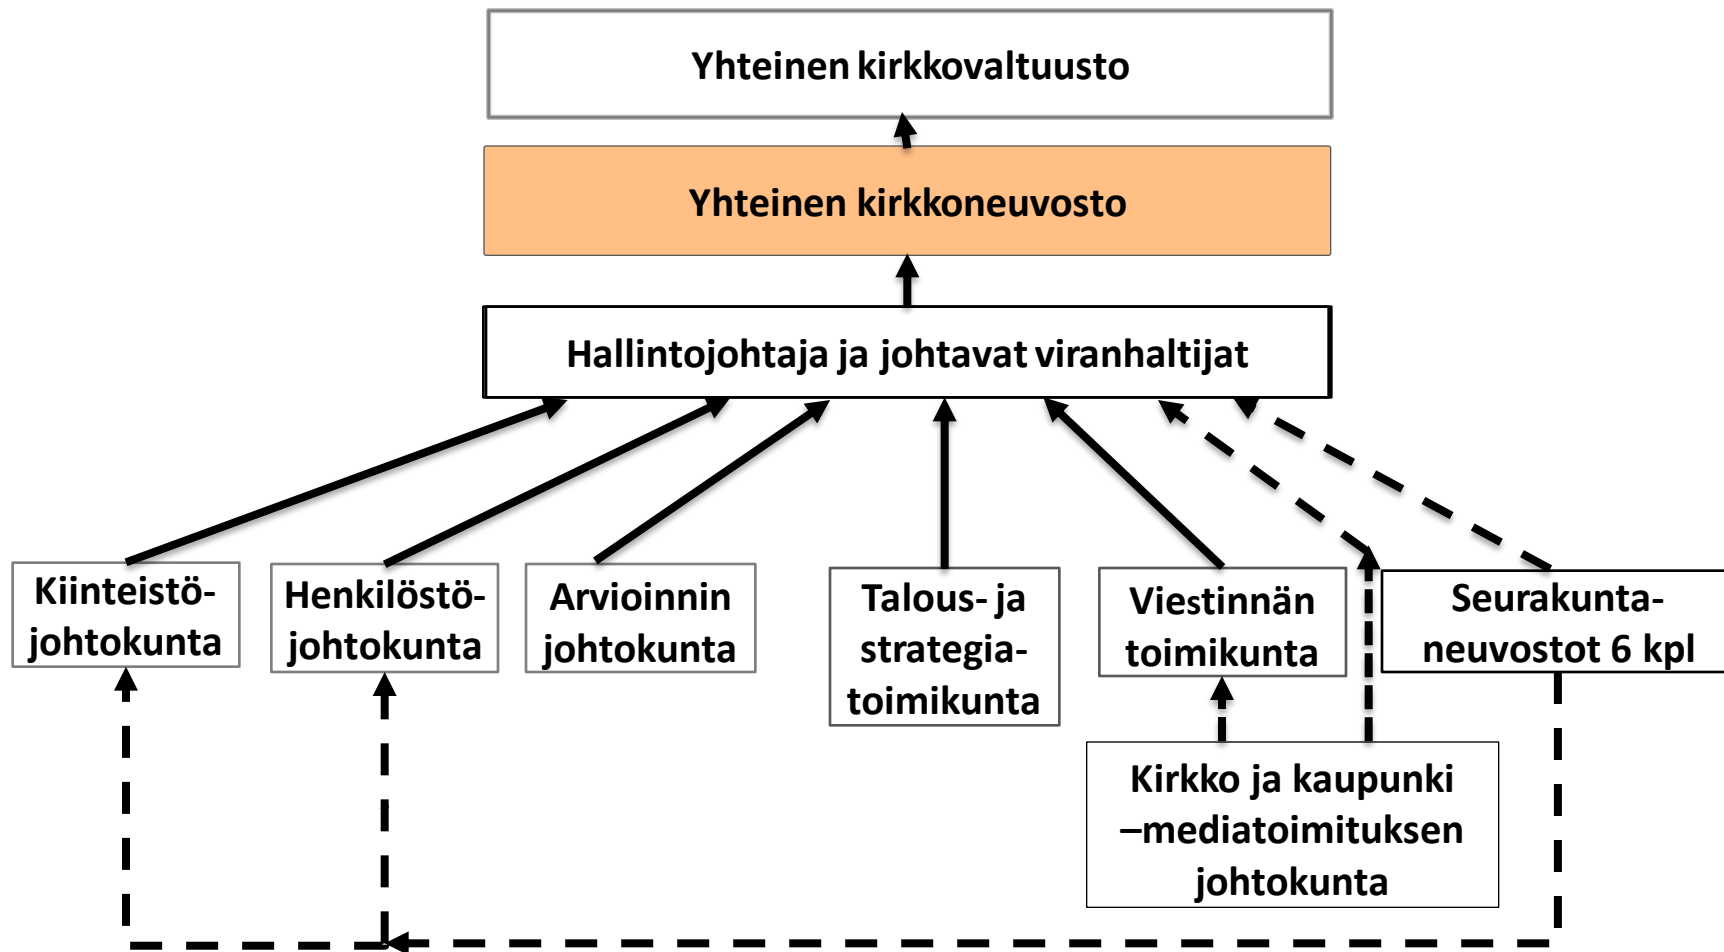 Yhteinen kirkkovaltuusto
Yhteinen kirkkoneuvosto
Hallintojohtaja ja johtavat viranhaltijat
Kiinteistö-
johtokunta
Henkilöstö-
johtokunta
Arvioinnin
johtokunta
Talous- ja
strategia-
toimikunta
Viestinnän
toimikunta
Seurakunta-
neuvostot 6 kpl
Kirkko ja kaupunki
–mediatoimituksen
johtokunta